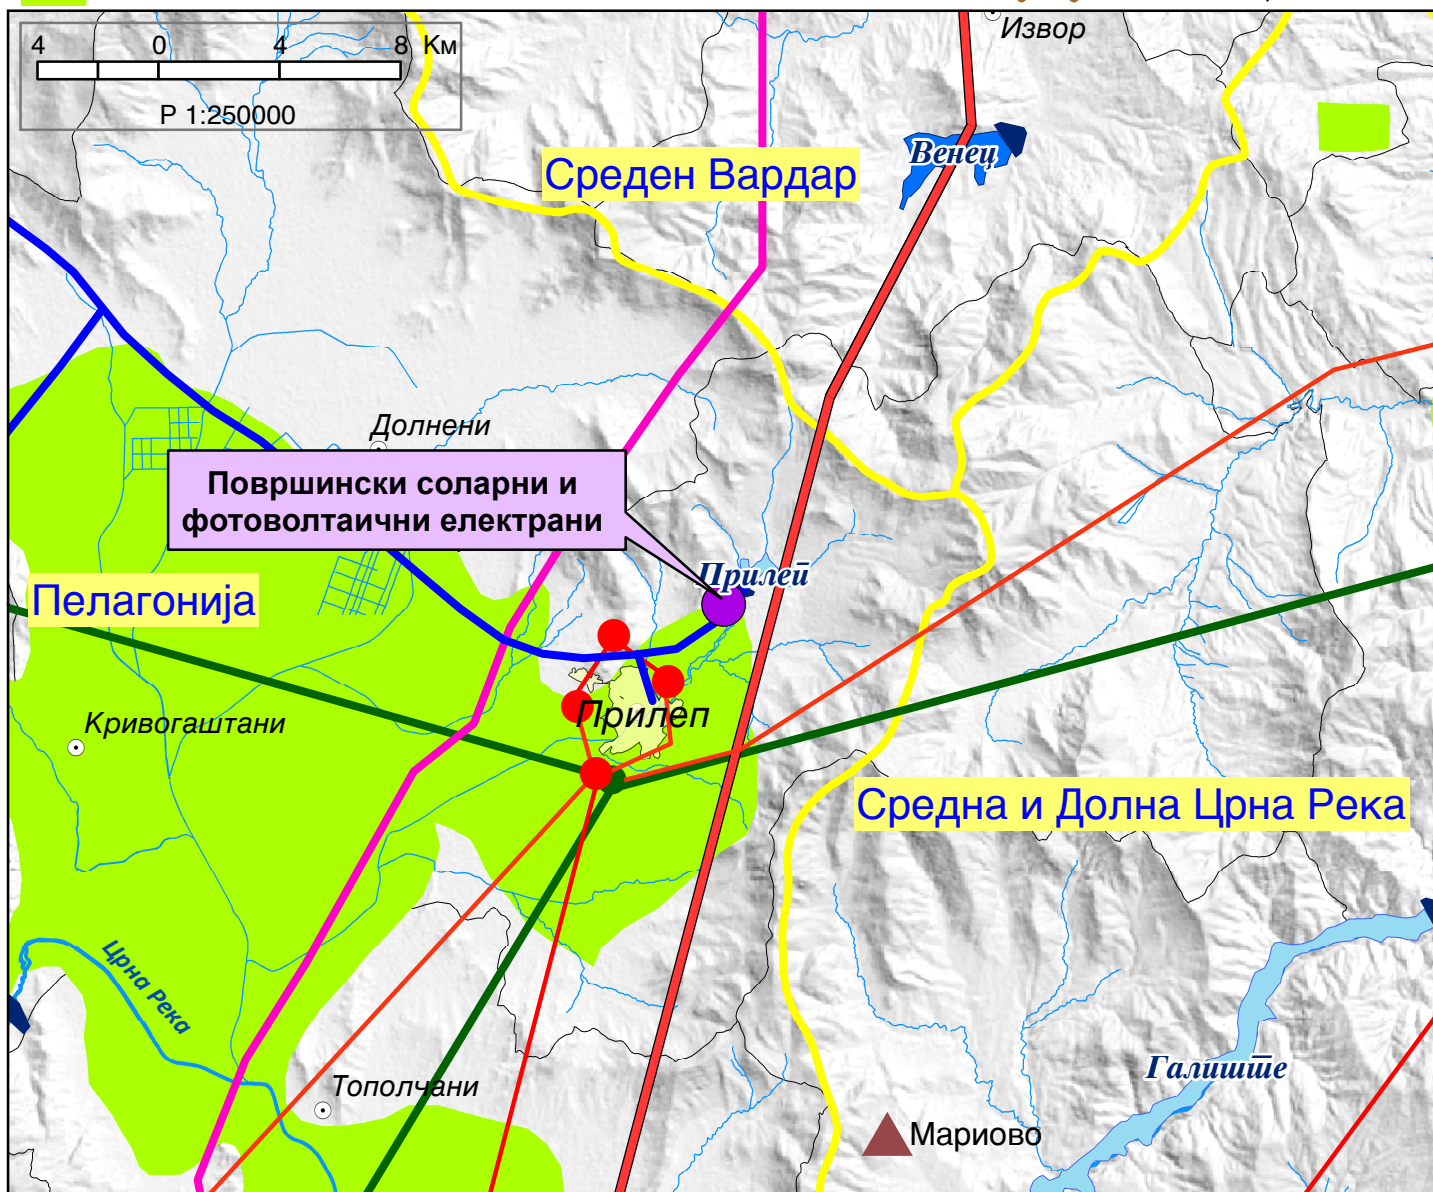 Извор
4 0 4 8 Км
Р 1:250000
Венец
Среден Вардар
Долнени
Површински соларни и
фотоволтаични електрани
Прилеп
Пелагонија
Прилеп
Кривогаштани
Средна и Долна Црна Река
Црна Река
Галиште
Тополчани
Мариово